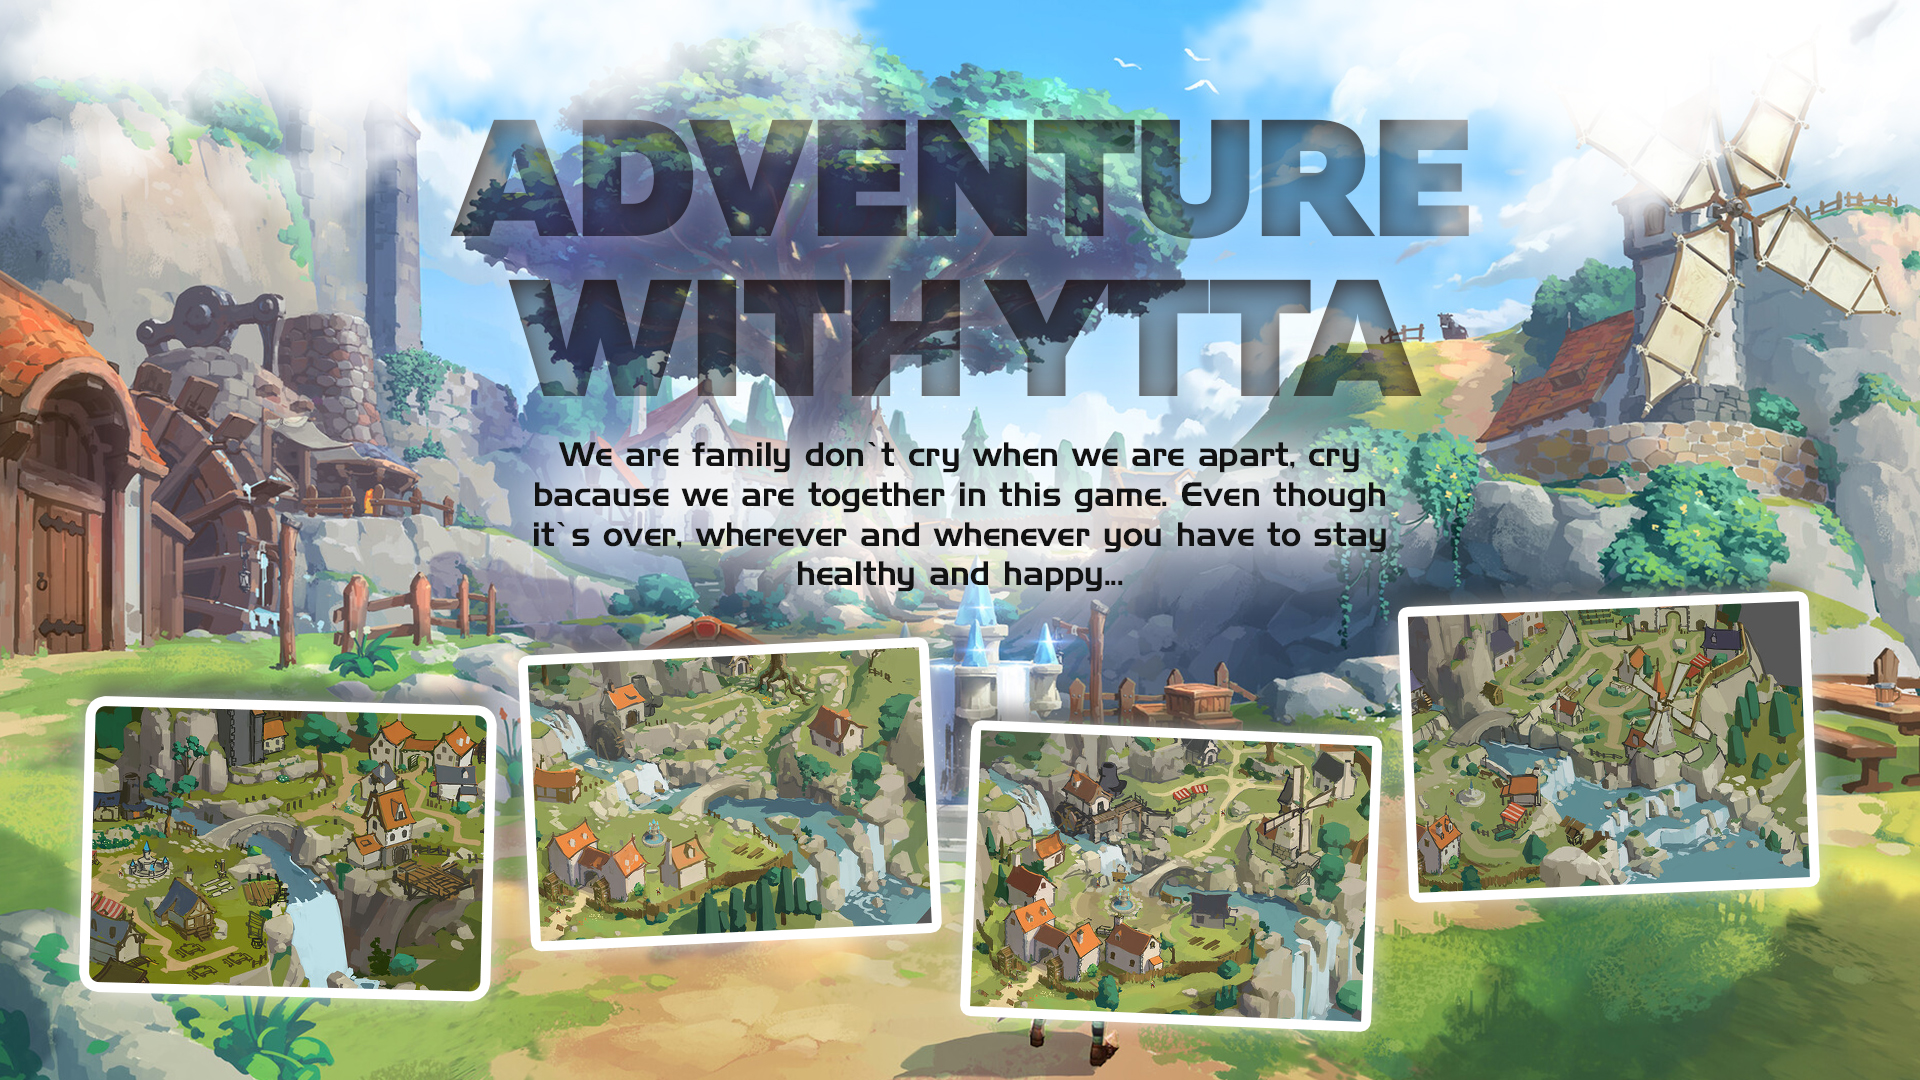 ADVENTURE
WITH YTTA
We are family don`t cry when we are apart, cry
bacause we are together in this game. Even though
it`s over, wherever and whenever you have to stay
healthy and happy...